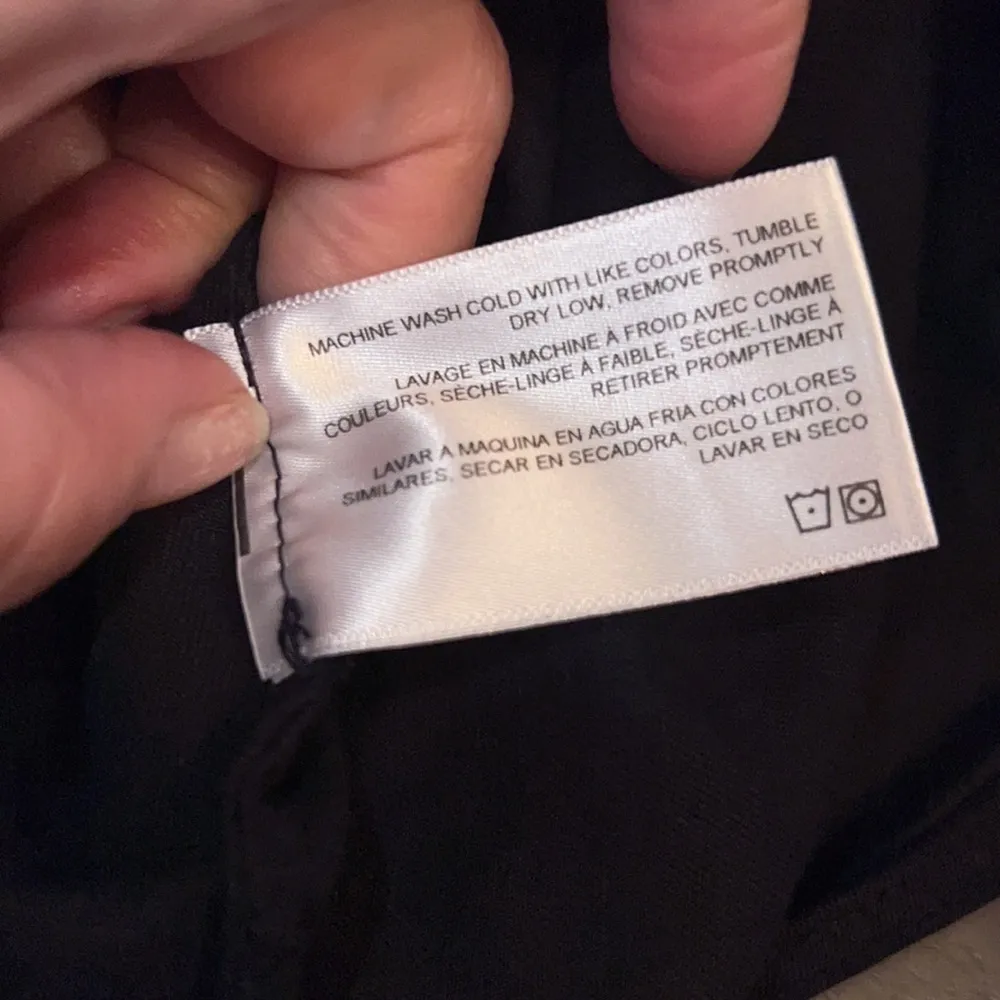 MACHINE WASH COLD WITH LIKE COLORS, TUMBLE
DRY LOW, REMOVE PROMPTLY
LAVAGE EN MACHINE À FROID AVEC COMME
COULEURS, SÈCHE-LINGE À FAIBLE, SÈCHE-LINGE À
RETIRER PROMPTEMENT
LAVAR A MAQUINA EN AGUA FRIA CON COLORES
SIMILARES, SECAR EN SECADORA, CICLO LENTO, O
LAVAR EN SECO